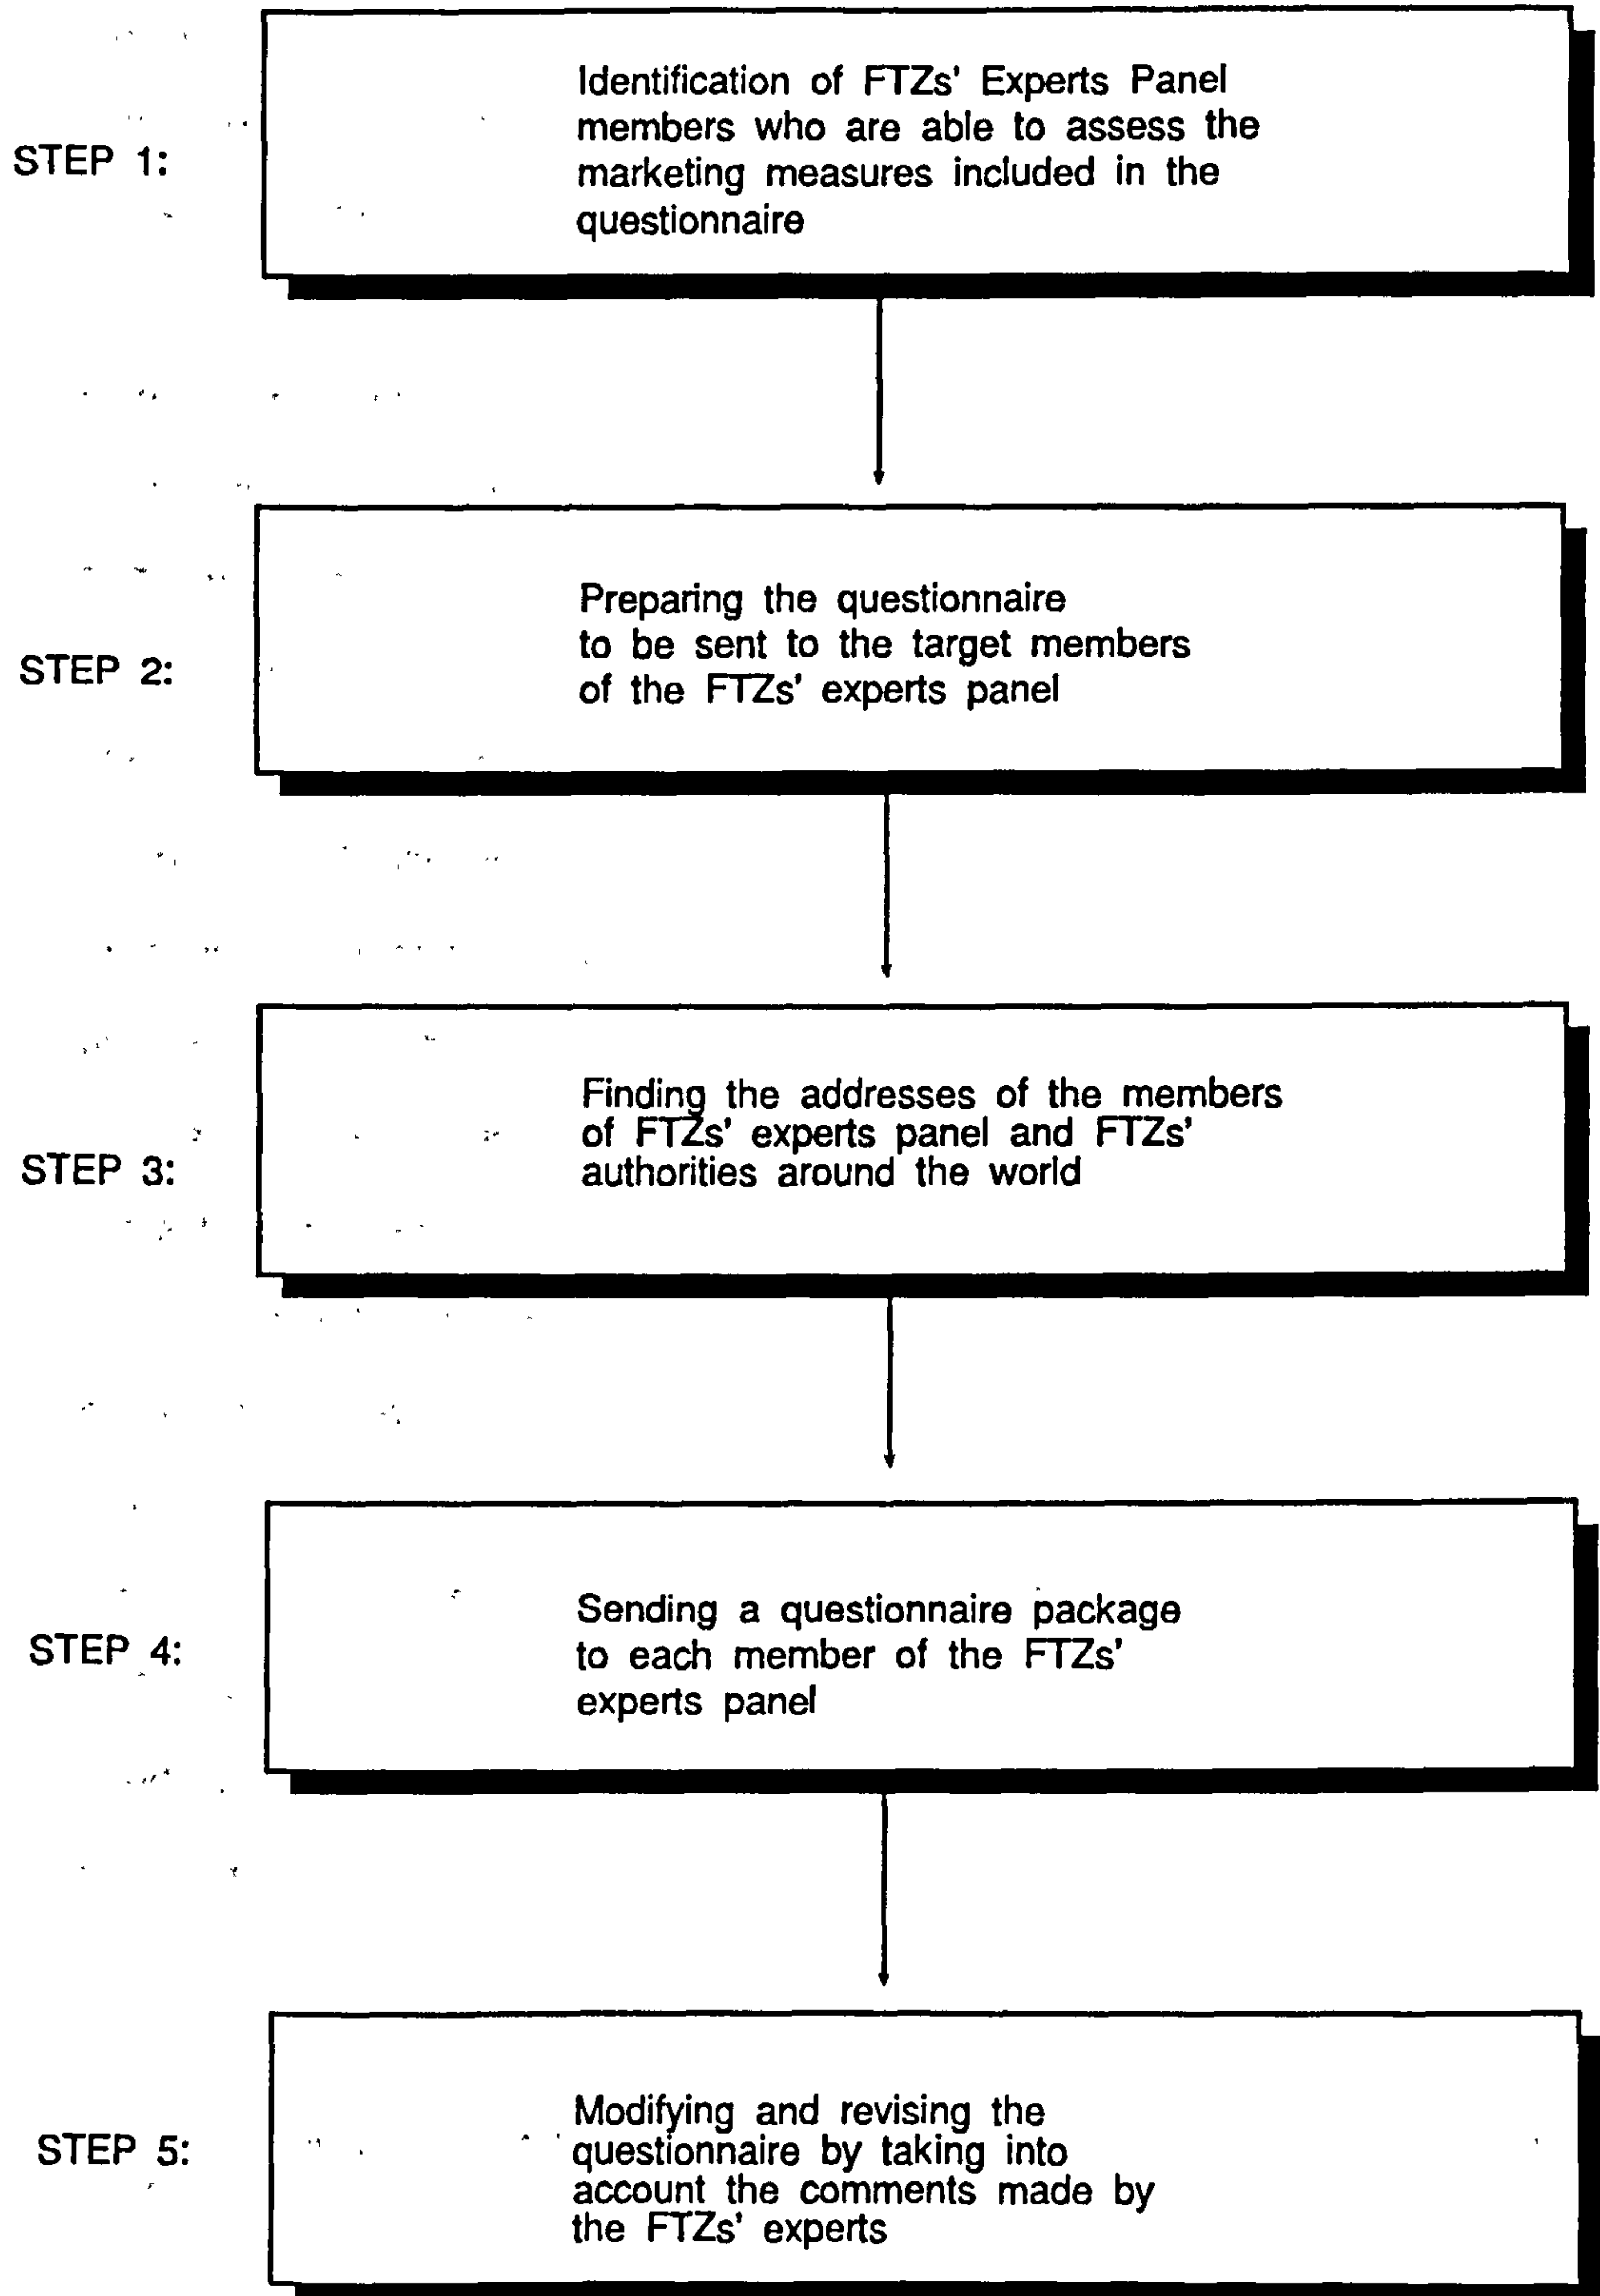 STEP 1:
Identification of FTZs' Experts Panel
members who are able to assess the
marketing measures included in the
questionnaire
STEP 2:
Preparing the questionnaire
to be sent to the target members
of the FTZs' experts panel
STEP 3:
Finding the addresses of the members
of FTZs' experts panel and FTZs'
authorities around the world
STEP 4:
Sending a questionnaire package
to each member of the FTZs'
experts panel
STEP 5:
Modifying and revising the
questionnaire by taking into
account the comments made by
the FTZs' experts